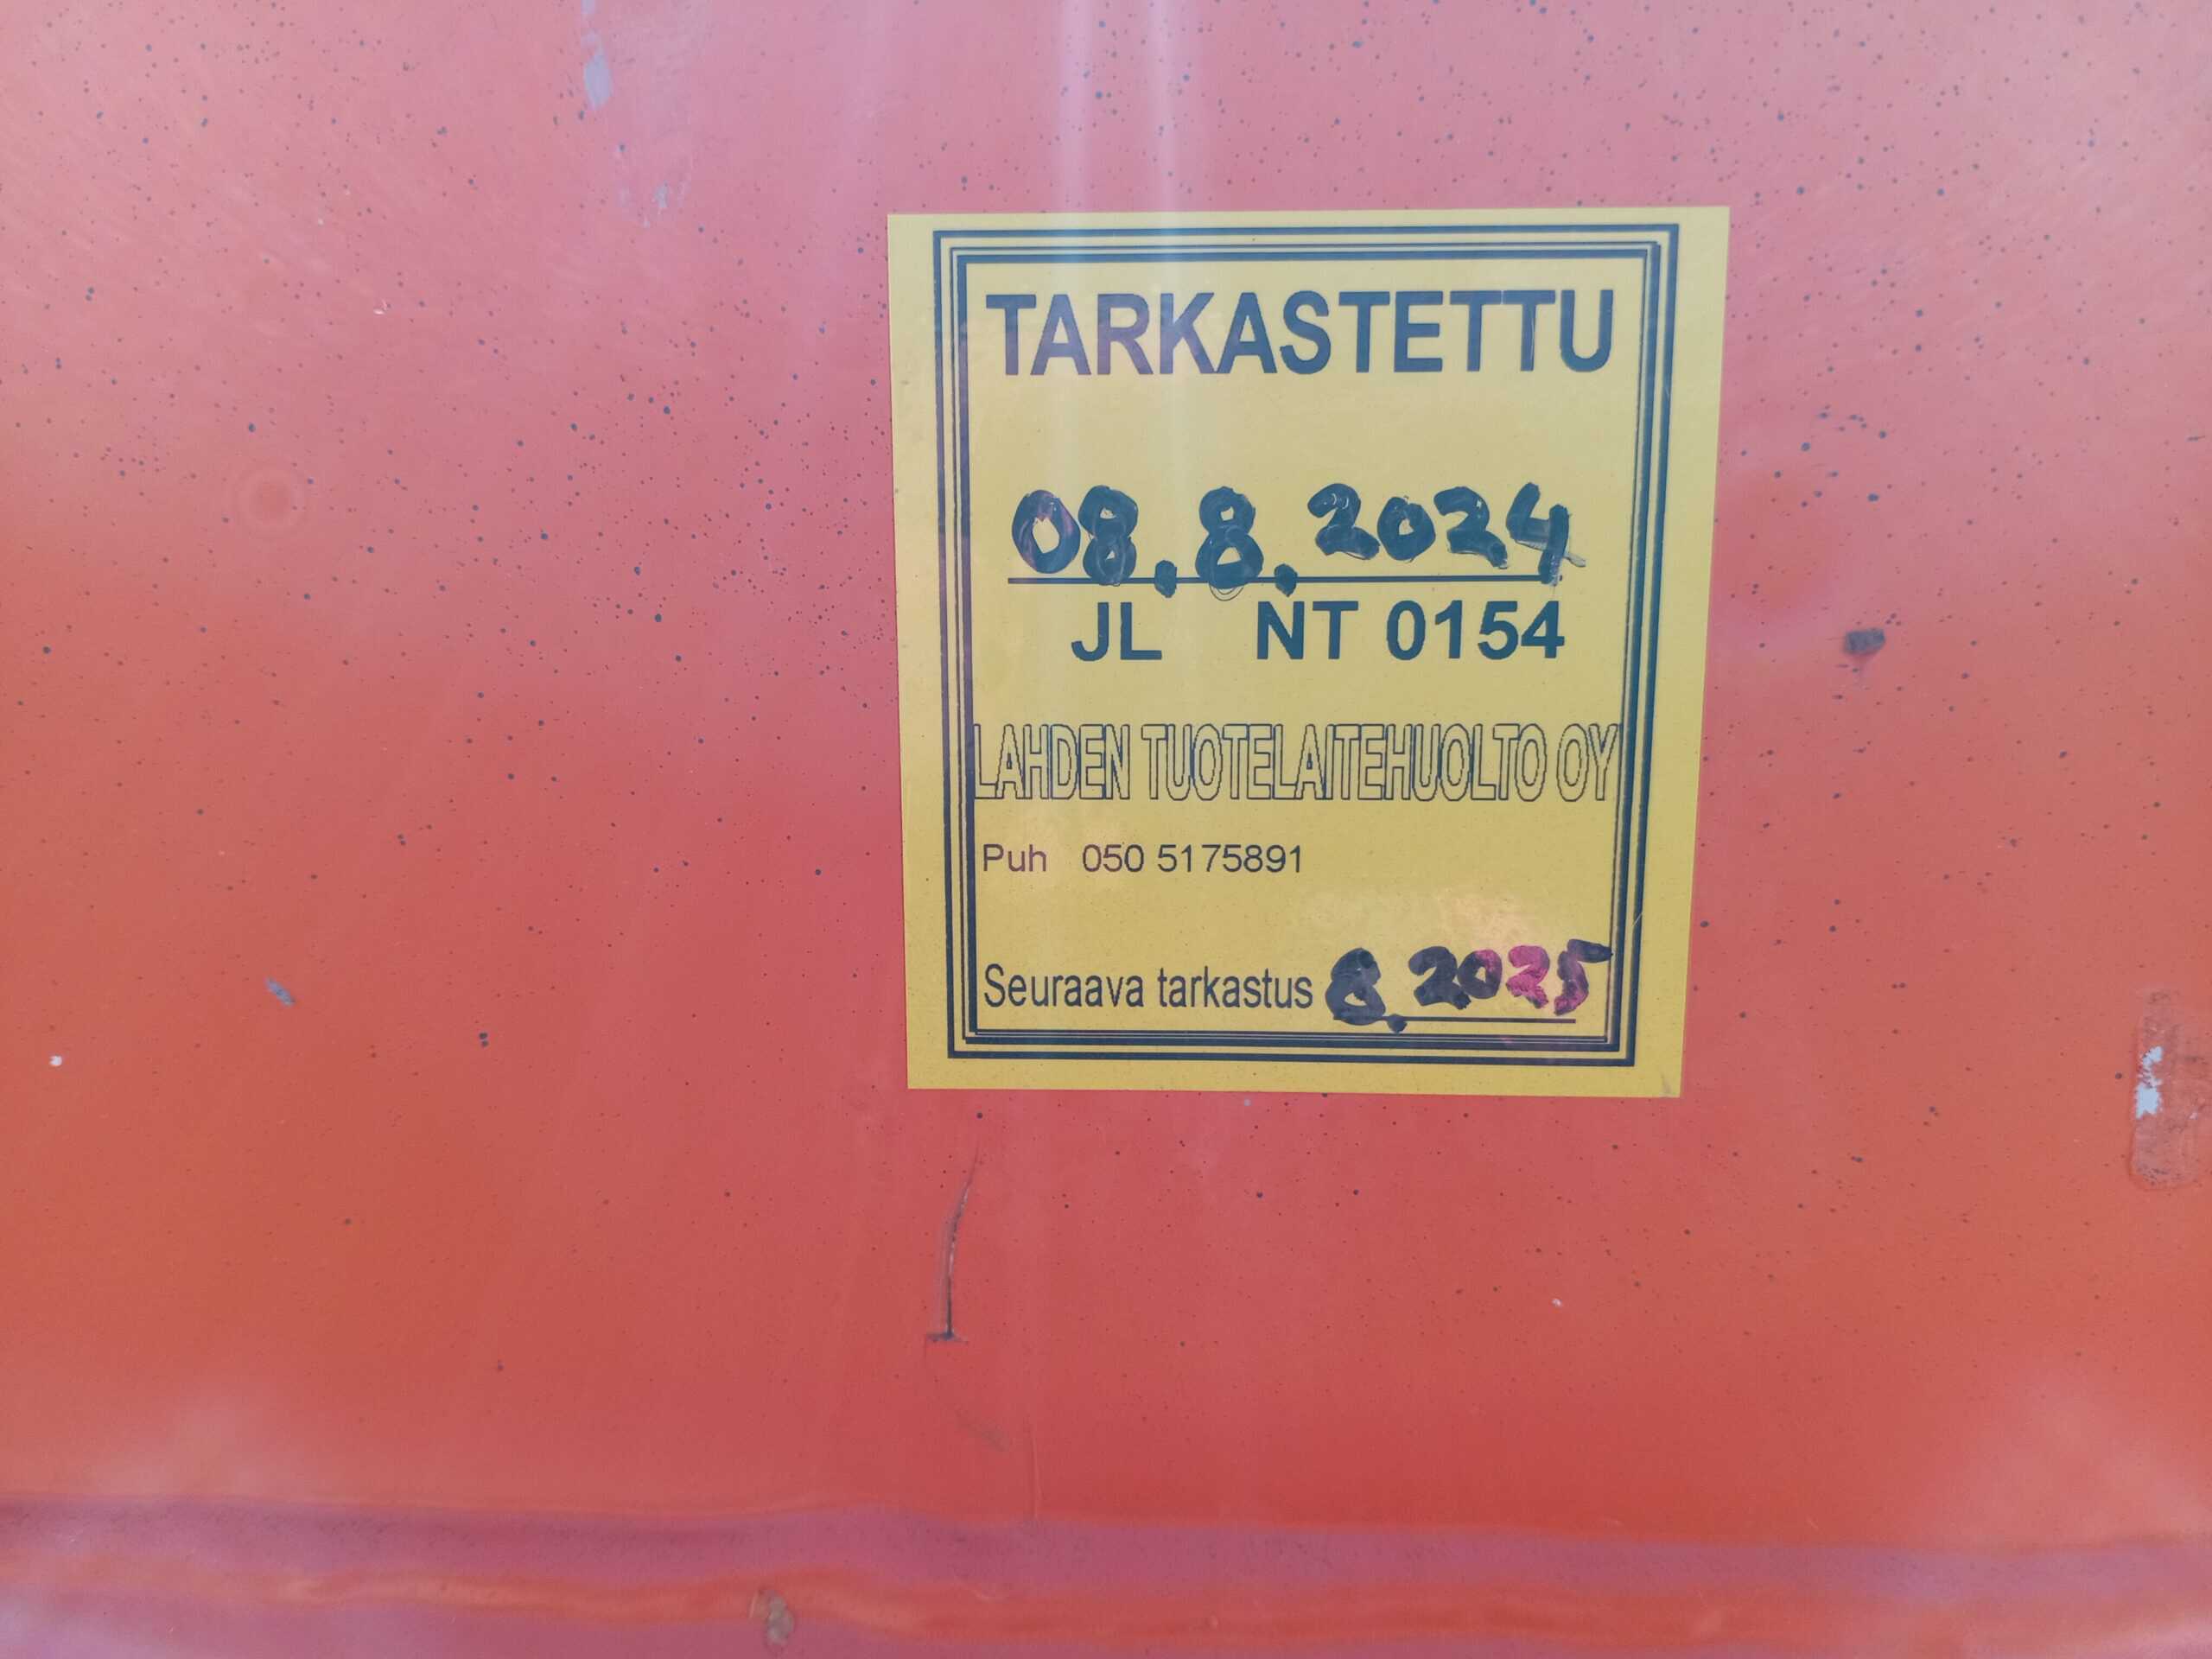 TARKASTETTU
08.8.2024
JL NT 0154
LAHDEN TUOTELAITEHUOLTO OY
Puh 050 5175891
Seuraava tarkastus 8.2025